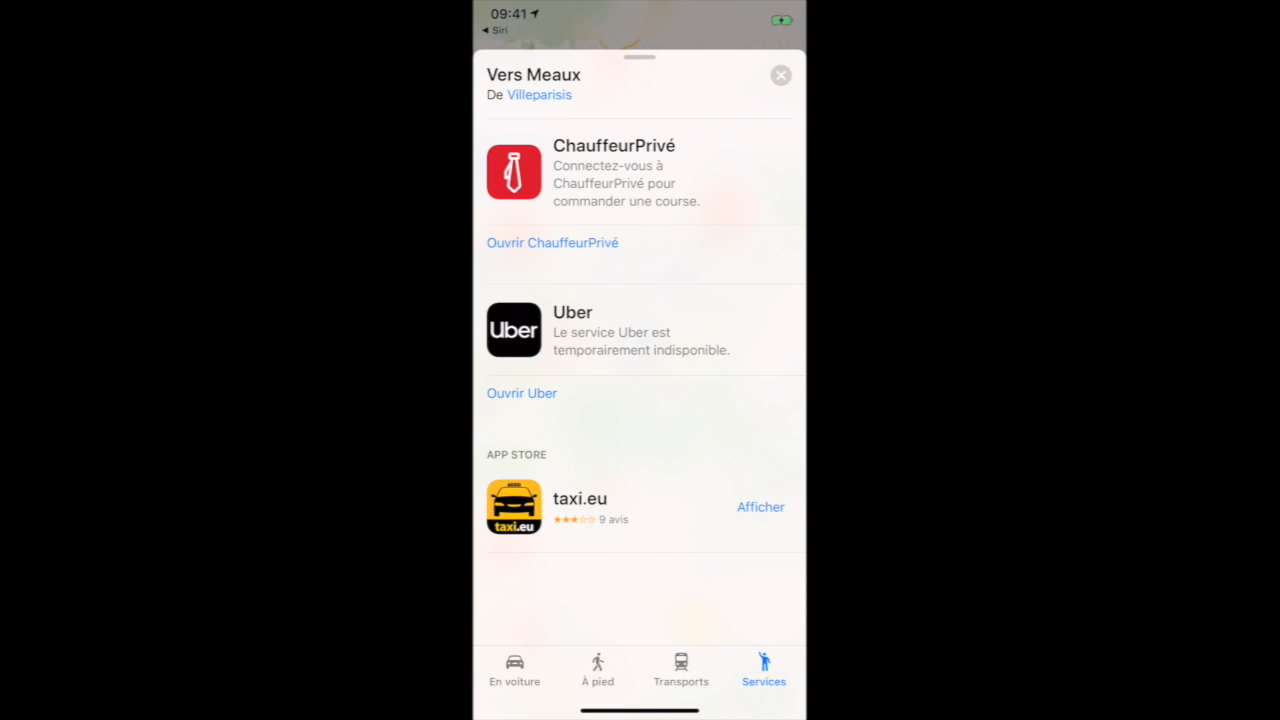 09:41
◀ Siri
Vers Meaux
De Villeparisis
ChauffeurPrivé
Connectez-vous à
ChauffeurPrivé pour
commander une course.
Ouvrir ChauffeurPrivé
Uber
Uber
Le service Uber est
temporairement indisponible.
Ouvrir Uber
APP STORE
taxi.eu
taxi.eu
★★★☆☆ 9 avis
Afficher
En voiture
À pied
Transports
Services